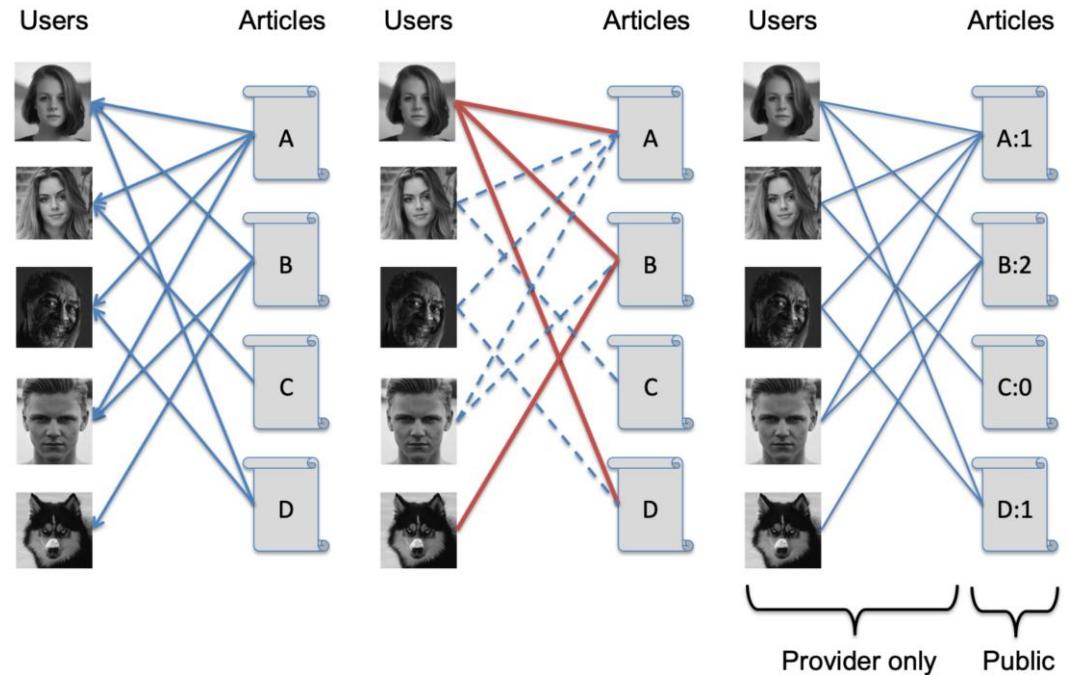 Users Articles Users Articles Users Articles
A A A:1
B B B:2
C C C:0
D D D:1
Provider only Public